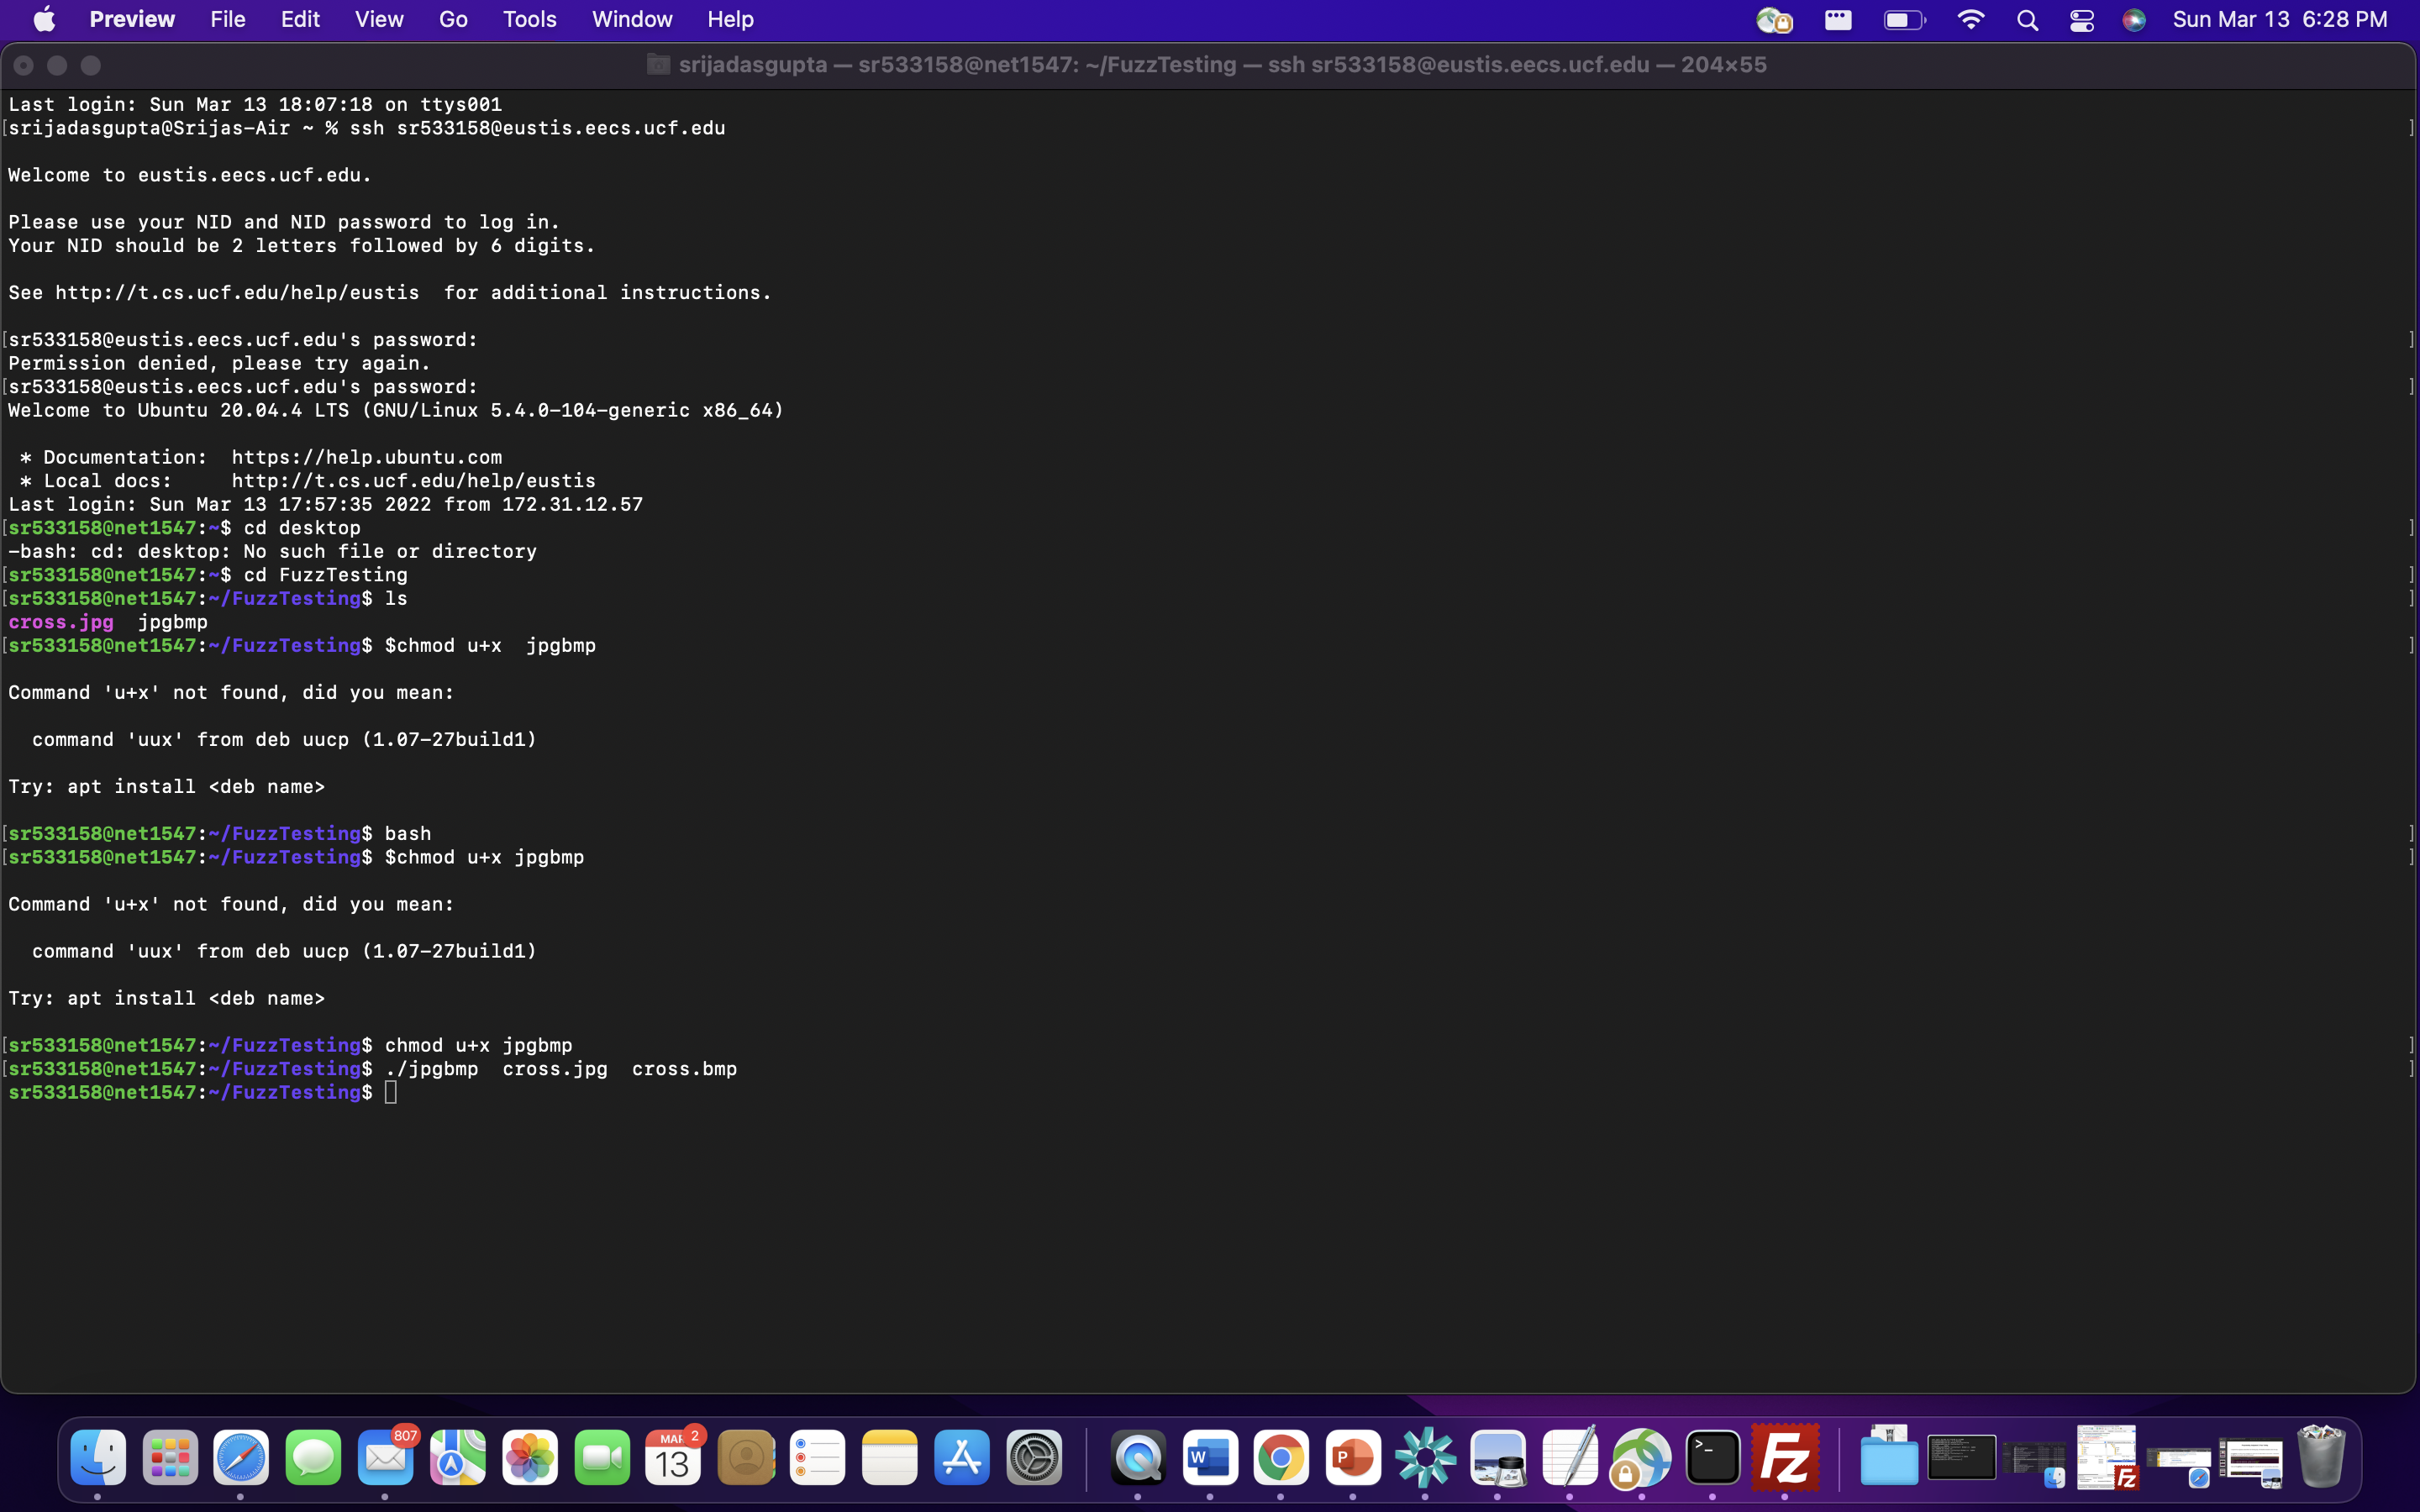 Preview File Edit View Go Tools Window Help Sun Mar 13 6:28 PM
srijadasgupta — sr533158@net1547: ~/FuzzTesting — ssh sr533158@eustis.eecs.ucf.edu — 204×55
Last login: Sun Mar 13 18:07:18 on ttys001
[srijadasgupta@Srijas-Air ~ % ssh sr533158@eustis.eecs.ucf.edu ]
Welcome to eustis.eecs.ucf.edu.
Please use your NID and NID password to log in.
Your NID should be 2 letters followed by 6 digits.
See http://t.cs.ucf.edu/help/eustis  for additional instructions.
[sr533158@eustis.eecs.ucf.edu's password: ]
Permission denied, please try again.
[sr533158@eustis.eecs.ucf.edu's password: ]
Welcome to Ubuntu 20.04.4 LTS (GNU/Linux 5.4.0-104-generic x86_64)
* Documentation:  https://help.ubuntu.com
* Local docs:     http://t.cs.ucf.edu/help/eustis
Last login: Sun Mar 13 17:57:35 2022 from 172.31.12.57
[sr533158@net1547:~$ cd desktop ]
-bash: cd: desktop: No such file or directory
[sr533158@net1547:~$ cd FuzzTesting ]
[sr533158@net1547:~/FuzzTesting$ ls ]
cross.jpg  jpgbmp
[sr533158@net1547:~/FuzzTesting$ $chmod u+x  jpgbmp ]
Command 'u+x' not found, did you mean:
command 'uux' from deb uucp (1.07-27build1)
Try: apt install <deb name>
[sr533158@net1547:~/FuzzTesting$ bash ]
[sr533158@net1547:~/FuzzTesting$ $chmod u+x jpgbmp ]
Command 'u+x' not found, did you mean:
command 'uux' from deb uucp (1.07-27build1)
Try: apt install <deb name>
[sr533158@net1547:~/FuzzTesting$ chmod u+x jpgbmp ]
[sr533158@net1547:~/FuzzTesting$ ./jpgbmp  cross.jpg  cross.bmp ]
sr533158@net1547:~/FuzzTesting$
807 MAR 2 13 W P >_ Fz Fz